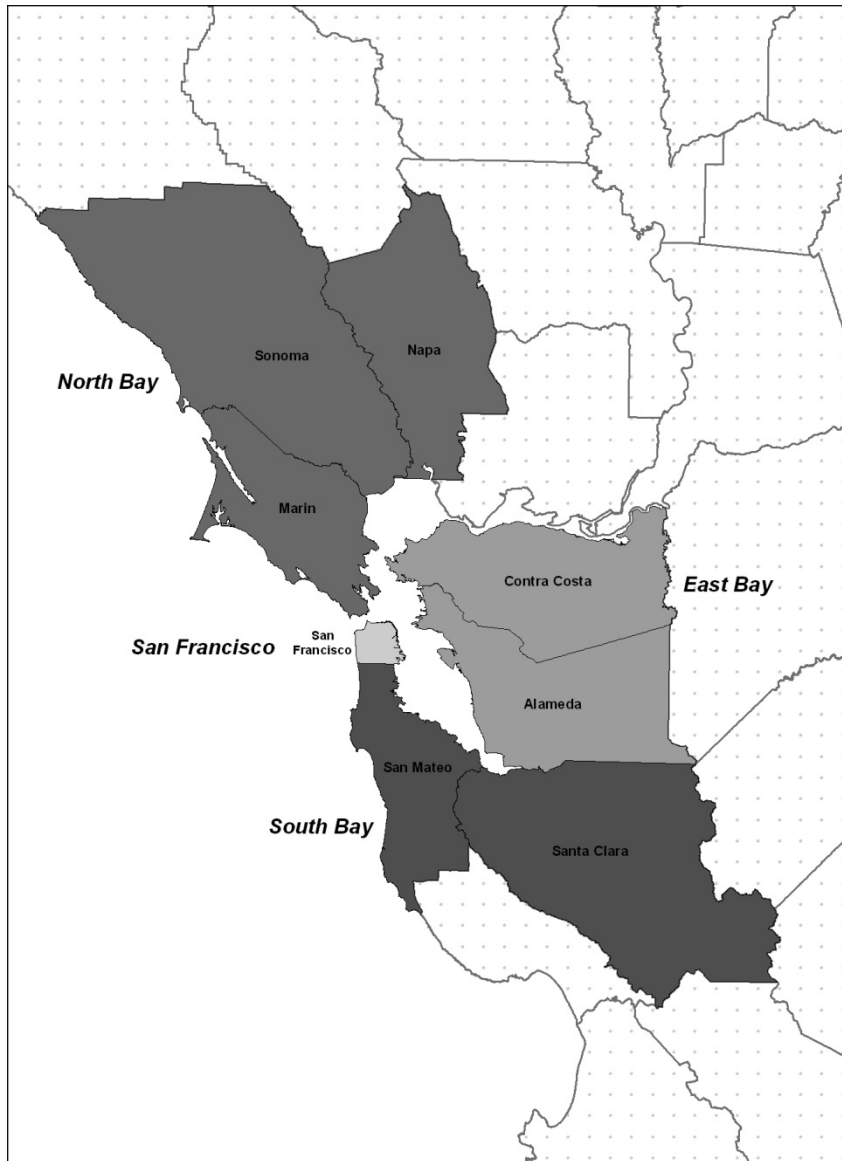 Sonoma
Napa
North Bay
Marin
Contra Costa
East Bay
San Francisco
San
Francisco
Alameda
San Mateo
South Bay
Santa Clara